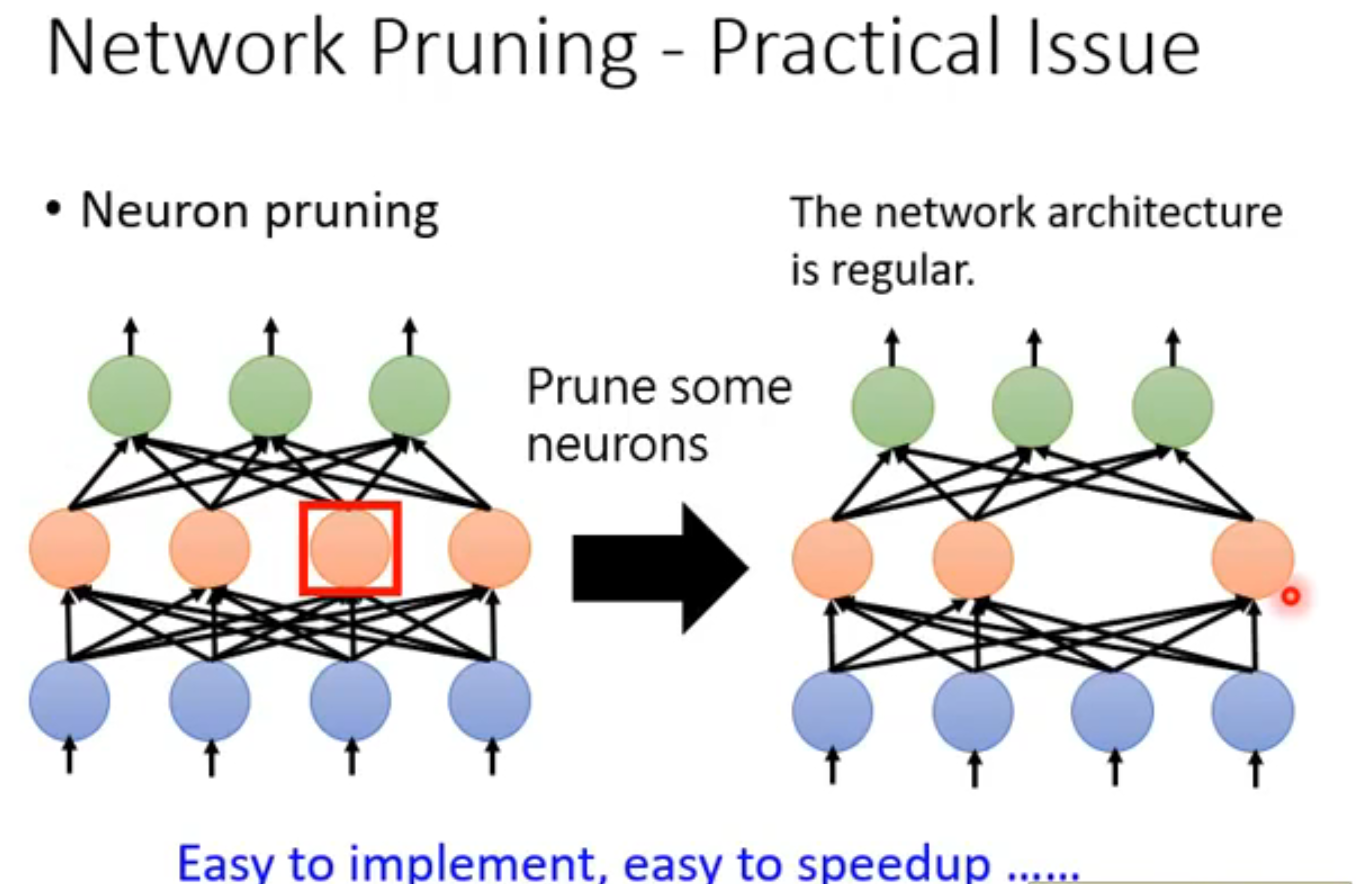 Network Pruning - Practical Issue
• Neuron pruning
The network architecture
is regular.
Prune some
neurons
Easy to implement, easy to speedup ......